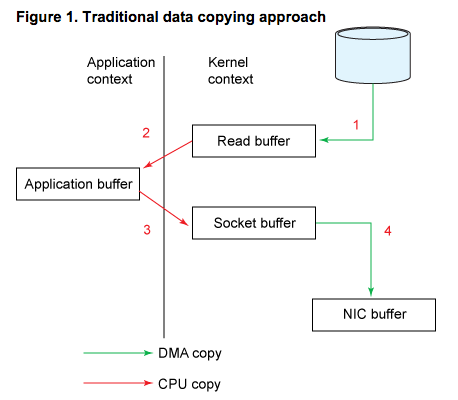 Figure 1. Traditional data copying approach
Application
context
Kernel
context
1
2
Read buffer
Application buffer
3
Socket buffer
4
NIC buffer
DMA copy
CPU copy